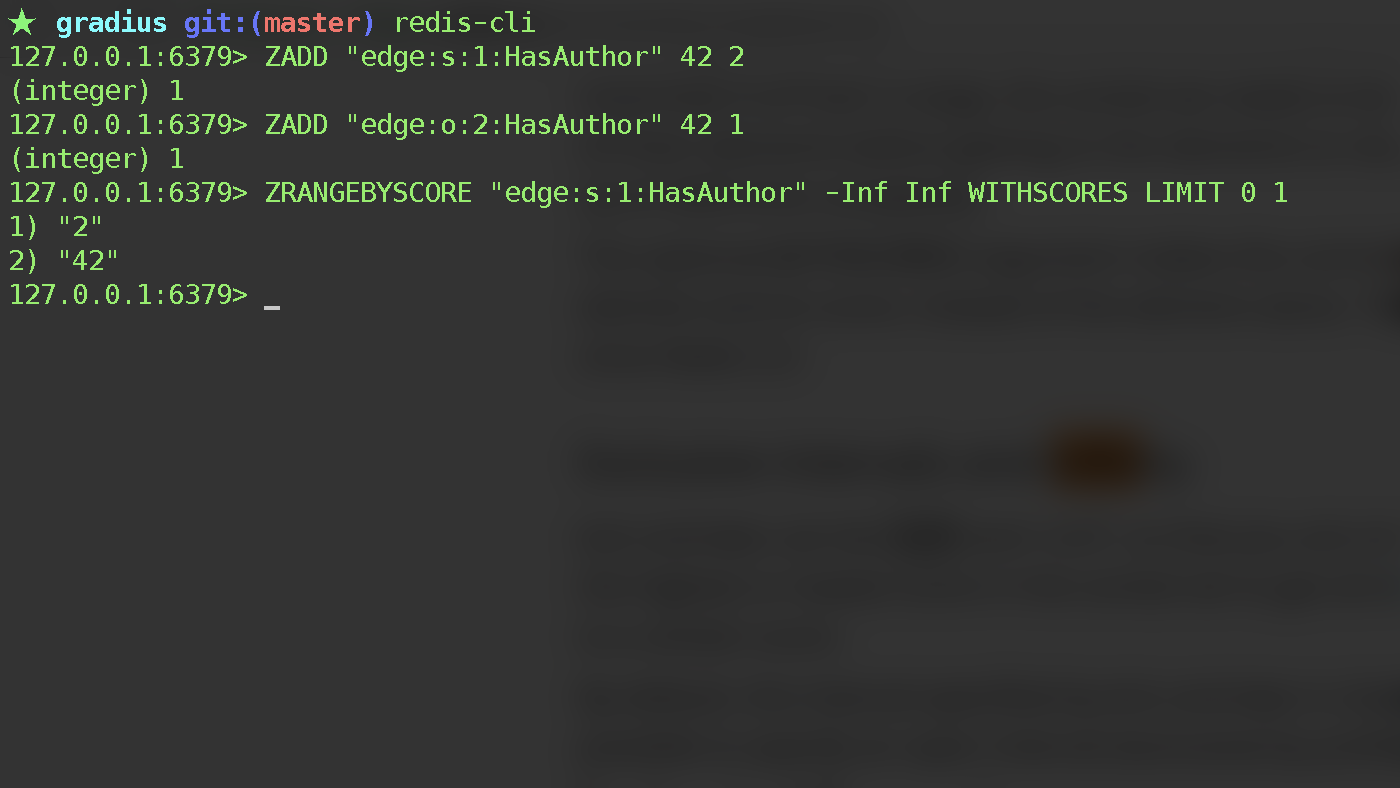 ★ gradius git:(master) redis-cli
127.0.0.1:6379> ZADD "edge:s:1:HasAuthor" 42 2
(integer) 1
127.0.0.1:6379> ZADD "edge:o:2:HasAuthor" 42 1
(integer) 1
127.0.0.1:6379> ZRANGEBYSCORE "edge:s:1:HasAuthor" -Inf Inf WITHSCORES LIMIT 0 1
1) "2"
2) "42"
127.0.0.1:6379> _